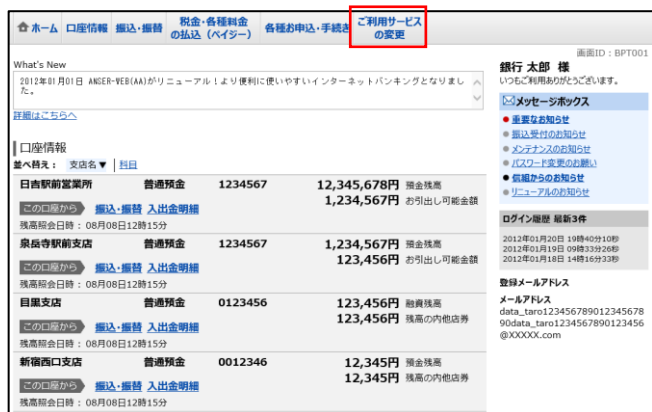 ホーム 口座情報 振込・振替 税金・各種料金の払込（ペイジー） 各種お申込・手続き ご利用サービスの変更
画面ID：BPT001
What's New
2012年01月01日 ANSER-WEB(AA)がリニューアル！より便利に使いやすいインターネットバンキングとなりまし
た。
詳細はこちらへ
口座情報
並べ替え： 支店名▼ 科目
日吉駅前営業所 普通預金 1234567 12,345,678円 預金残高
1,234,567円 お引出し可能金額
この口座から 振込・振替 入出金明細
残高照会日時：08月08日12時15分
泉岳寺駅前支店 普通預金 1234567 1,234,567円 預金残高
123,456円 お引出し可能金額
この口座から 振込・振替 入出金明細
残高照会日時：08月08日12時15分
目黒支店 普通預金 0123456 123,456円 融資残高
123,456円 残高の内他店券
この口座から 振込・振替 入出金明細
残高照会日時：08月08日12時15分
新宿西口支店 普通預金 0012346 12,345円 預金残高
12,345円 残高の内他店券
この口座から 振込・振替 入出金明細
残高照会日時：08月08日12時15分
銀行 太郎 様
いつもご利用ありがとうございます。
メッセージボックス
重要なお知らせ
振込受付のお知らせ
メンテナンスのお知らせ
パスワード変更のお願い
信組からのお知らせ
リニューアルのお知らせ
ログイン履歴 最新3件
2012年01月20日 19時40分10秒
2012年01月19日 09時33分26秒
2012年01月18日 14時16分33秒
登録メールアドレス
メールアドレス
data_taro123456789012345678
90data_taro1234567890123456
@XXXXX.com